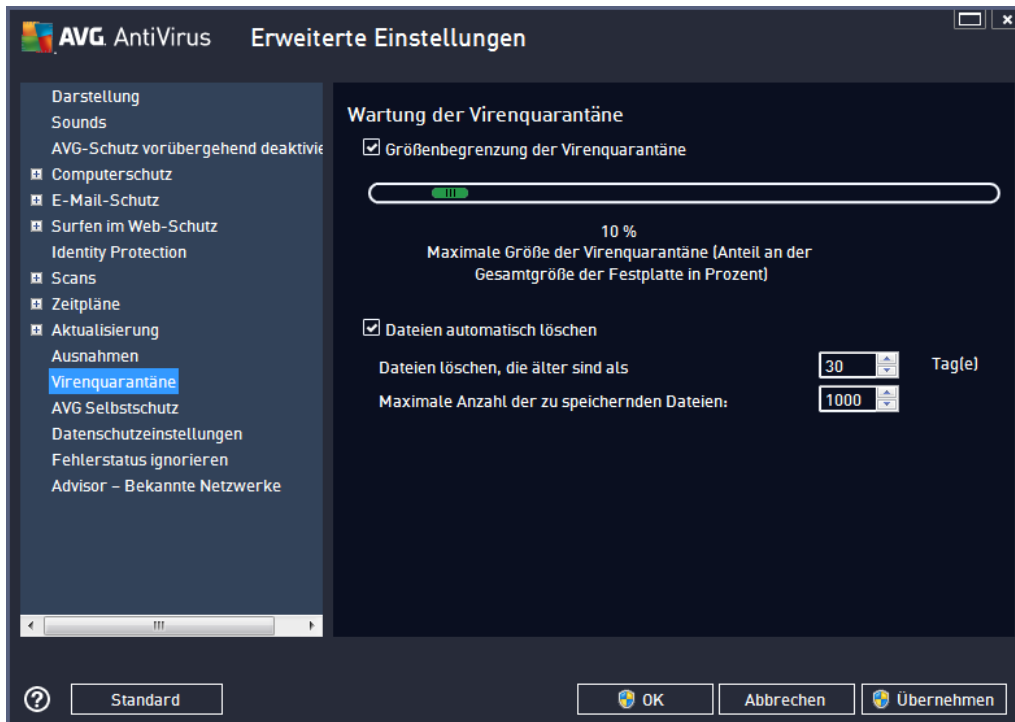 AVG AntiVirus Erweiterte Einstellungen
Darstellung
Sounds
AVG-Schutz vorübergehend deaktivie
Computerschutz
E-Mail-Schutz
Surfen im Web-Schutz
Identity Protection
Scans
Zeitpläne
Aktualisierung
Ausnahmen
Virenquarantäne
AVG Selbstschutz
Datenschutzeinstellungen
Fehlerstatus ignorieren
Advisor – Bekannte Netzwerke
Wartung der Virenquarantäne
Größenbegrenzung der Virenquarantäne
10 %
Maximale Größe der Virenquarantäne (Anteil an der
Gesamtgröße der Festplatte in Prozent)
Dateien automatisch löschen
Dateien löschen, die älter sind als 30 Tag(e)
Maximale Anzahl der zu speichernden Dateien: 1000
? Standard OK Abbrechen Übernehmen